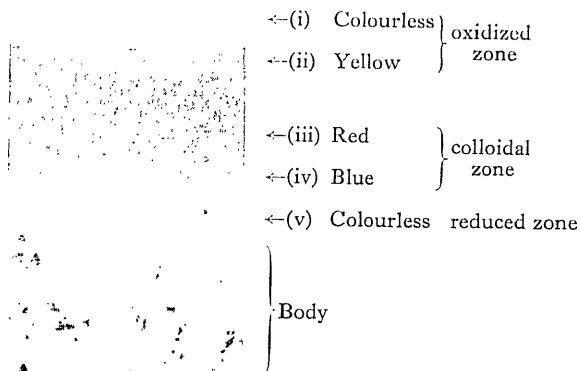 ←(i) Colourless
←(ii) Yellow
oxidized
zone
←(iii) Red
←(iv) Blue
colloidal
zone
←(v) Colourless reduced zone
Body